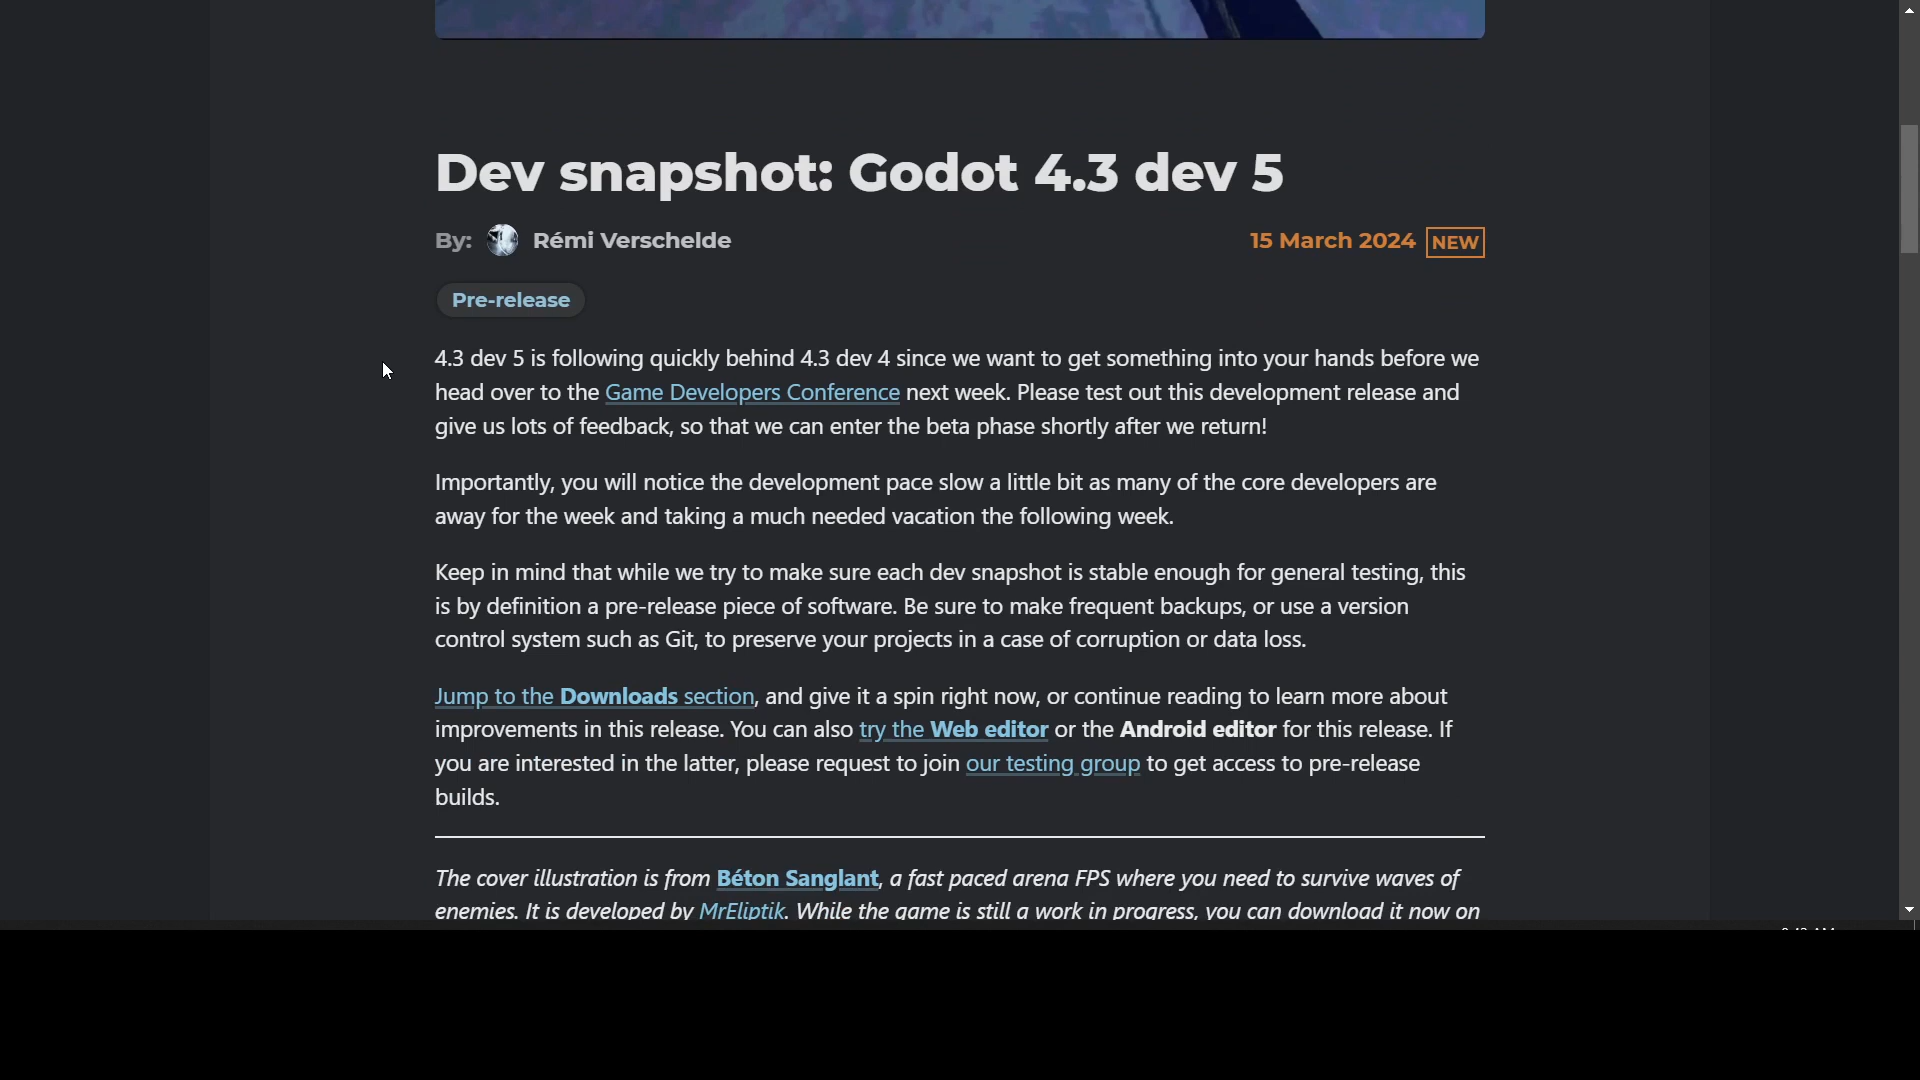 Dev snapshot: Godot 4.3 dev 5
By: Rémi Verschelde
15 March 2024 NEW
Pre-release
4.3 dev 5 is following quickly behind 4.3 dev 4 since we want to get something into your hands before we
head over to the Game Developers Conference next week. Please test out this development release and
give us lots of feedback, so that we can enter the beta phase shortly after we return!
Importantly, you will notice the development pace slow a little bit as many of the core developers are
away for the week and taking a much needed vacation the following week.
Keep in mind that while we try to make sure each dev snapshot is stable enough for general testing, this
is by definition a pre-release piece of software. Be sure to make frequent backups, or use a version
control system such as Git, to preserve your projects in a case of corruption or data loss.
Jump to the Downloads section, and give it a spin right now, or continue reading to learn more about
improvements in this release. You can also try the Web editor or the Android editor for this release. If
you are interested in the latter, please request to join our testing group to get access to pre-release
builds.
The cover illustration is from Béton Sanglant, a fast paced arena FPS where you need to survive waves of
enemies. It is developed by MrEliptik. While the game is still a work in progress, you can download it now on